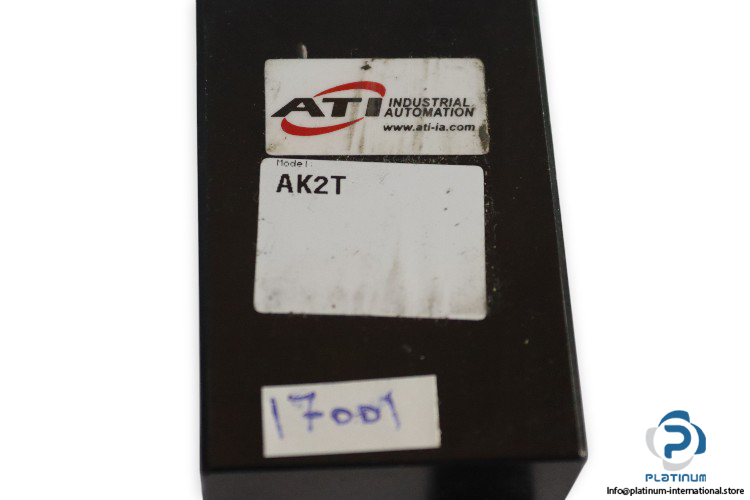 ATI INDUSTRIAL
AUTOMATION
www.ati-ia.com
Model:
AK2T
17001
PLATINUM
Info@platinum-international.store